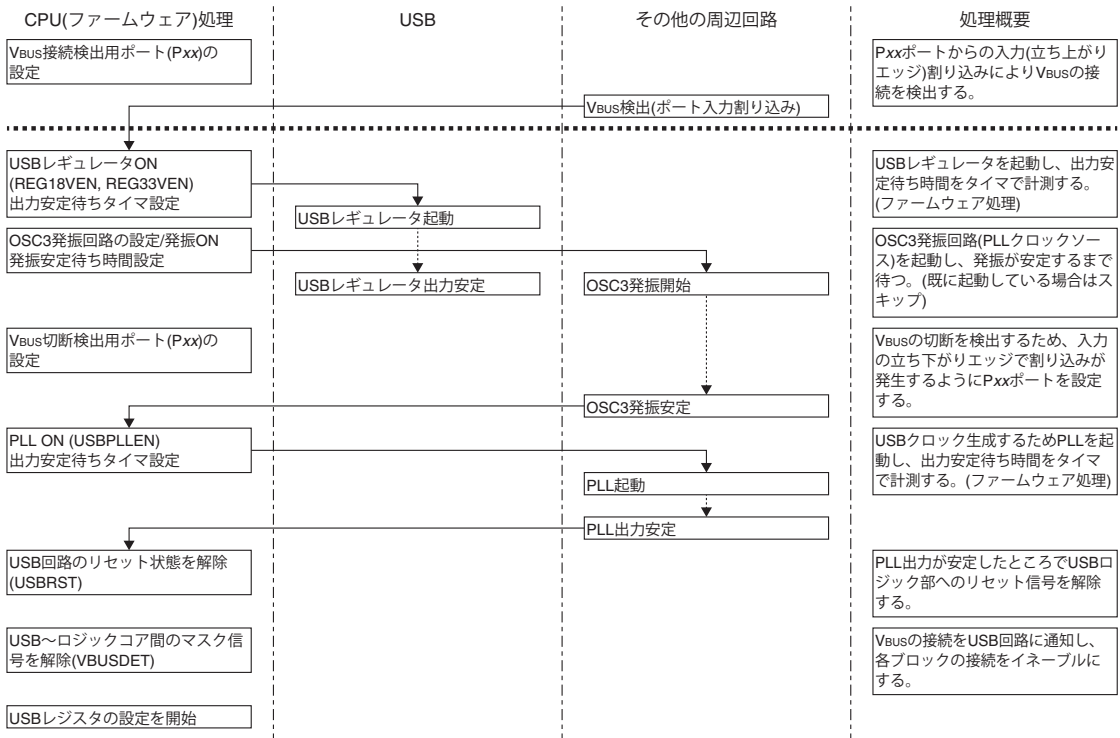 CPU(ファームウェア)処理
USB
その他の周辺回路
処理概要
VBUS接続検出用ポート(Pxx)の
設定
Pxxポートからの入力(立ち上がり
エッジ)割り込みによりVBUSの接
続を検出する。
VBUS検出(ポート入力割り込み)
USBレギュレータON
(REG18VEN, REG33VEN)
出力安定待ちタイマ設定
USBレギュレータ起動
USBレギュレータを起動し、出力安
定待ち時間をタイマで計測する。
(ファームウェア処理)
OSC3発振回路の設定/発振ON
発振安定待ち時間設定
USBレギュレータ出力安定
OSC3発振開始
OSC3発振回路(PLLクロックソー
ス)を起動し、発振が安定するまで
待つ。(既に起動している場合はス
キップ)
VBUS切断検出用ポート(Pxx)の
設定
VBUSの切断を検出するため、入力
の立ち下がりエッジで割り込みが
発生するようにPxxポートを設定
する。
OSC3発振安定
PLL ON (USBPLLEN)
出力安定待ちタイマ設定
PLL起動
USBクロック生成するためPLLを起
動し、出力安定待ち時間をタイマ
で計測する。(ファームウェア処理)
PLL出力安定
USB回路のリセット状態を解除
(USBRST)
PLL出力が安定したところでUSBロ
ジック部へのリセット信号を解除
する。
USB～ロジックコア間のマスク信
号を解除(VBUSDET)
VBUSの接続をUSB回路に通知し、
各ブロックの接続をイネーブルに
する。
USBレジスタの設定を開始